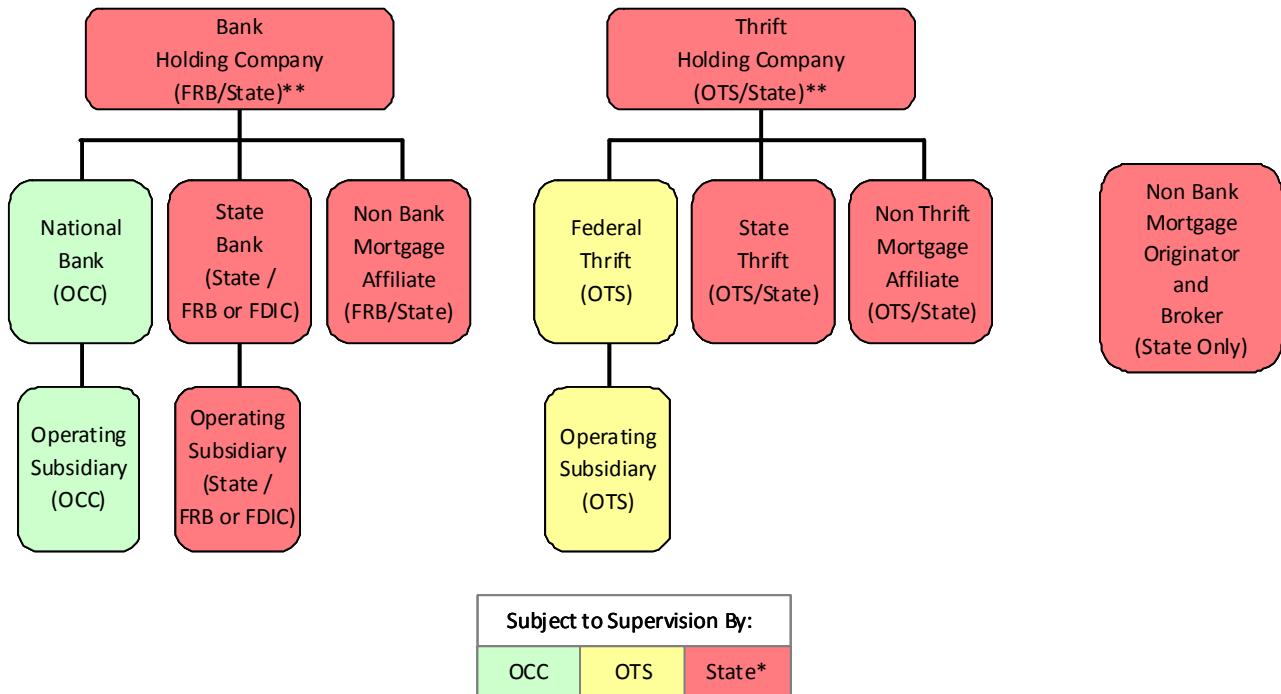 Bank
Holding Company
(FRB/State)**
Thrift
Holding Company
(OTS/State)**
National
Bank
(OCC)
State
Bank
(State /
FRB or FDIC)
Non Bank
Mortgage
Affiliate
(FRB/State)
Federal
Thrift
(OTS)
State
Thrift
(OTS/State)
Non Thrift
Mortgage
Affiliate
(OTS/State)
Non Bank
Mortgage
Originator
and
Broker
(State Only)
Operating
Subsidiary
(OCC)
Operating
Subsidiary
(State /
FRB or FDIC)
Operating
Subsidiary
(OTS)
Subject to Supervision By:
OCC
OTS
State*